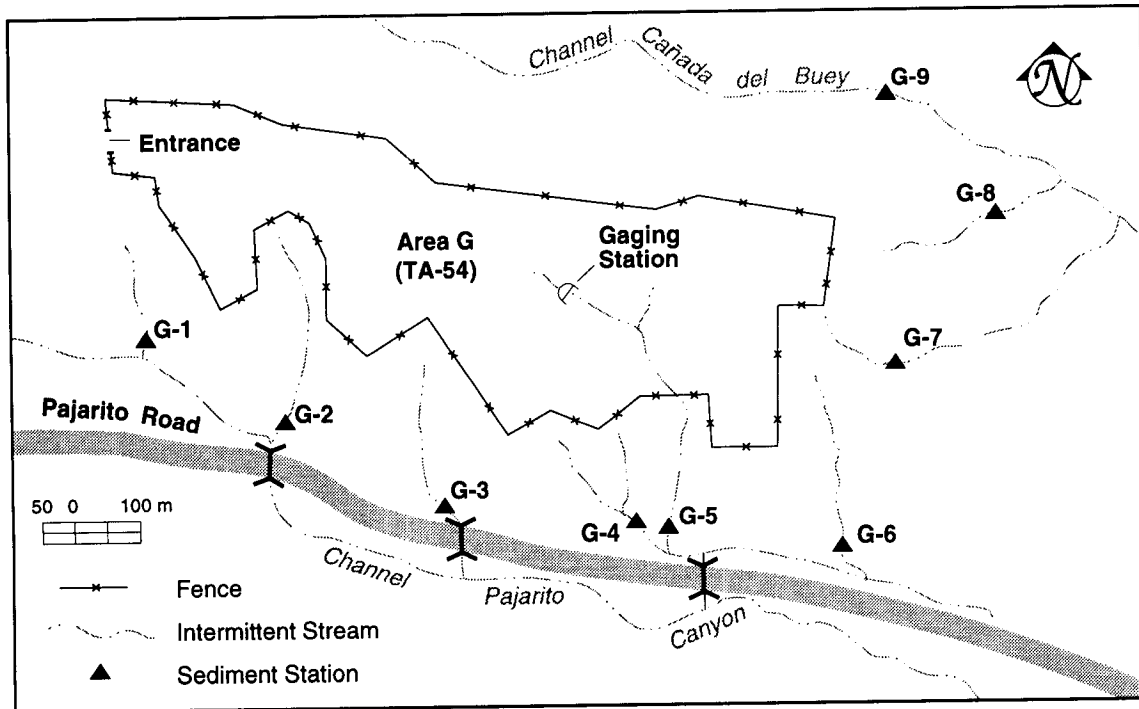 Channel Cañada del Buey
G-9
N
Entrance
G-8
Area G
(TA-54)
Gaging
Station
G-1
G-7
Pajarito Road
G-2
G-3
G-4
G-5
G-6
50 0 100 m
Channel Pajarito Canyon
Fence
Intermittent Stream
Sediment Station